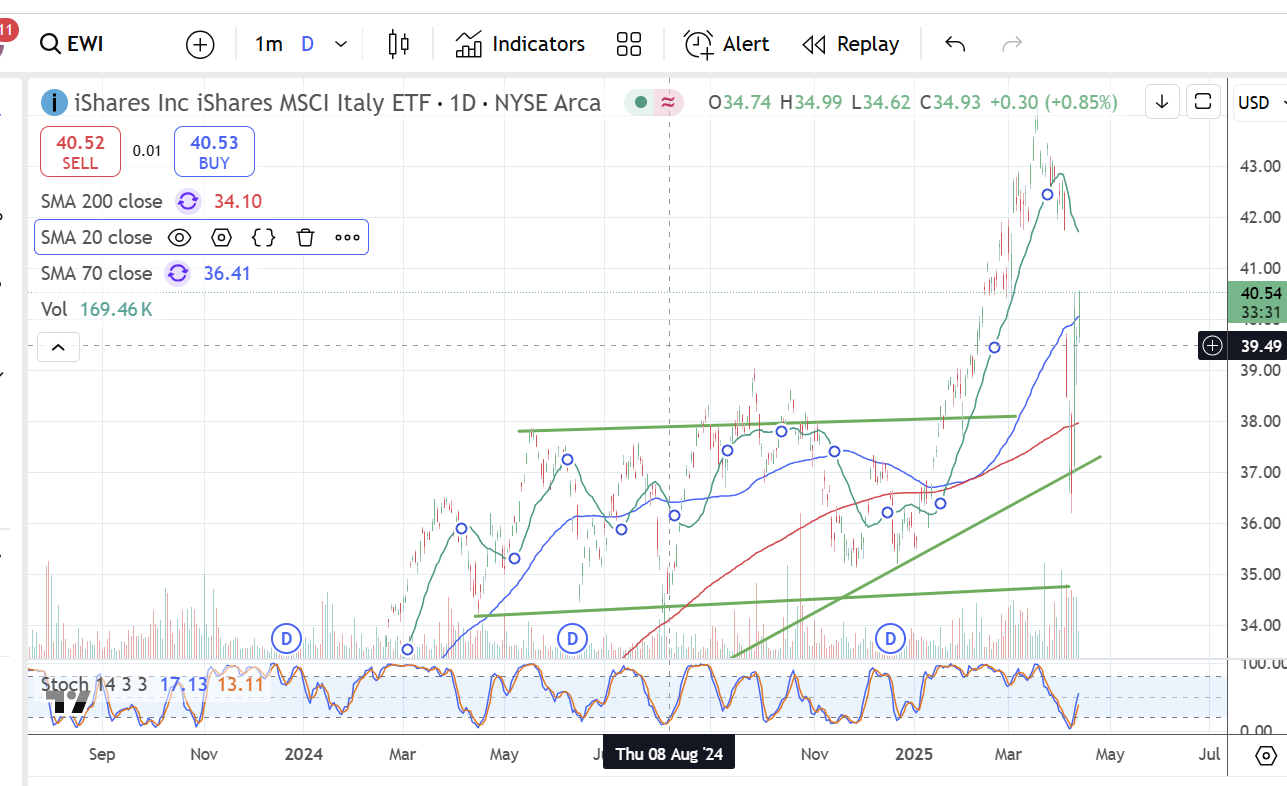 11
EWI
1m D
Indicators
Alert
Replay
i iShares Inc iShares MSCI Italy ETF · 1D · NYSE Arca
≈ O34.74 H34.99 L34.62 C34.93 +0.30 (+0.85%)
USD
40.52
SELL
0.01
40.53
BUY
SMA 200 close 34.10
SMA 20 close
SMA 70 close 36.41
Vol 169.46K
43.00
42.00
41.00
40.54
33:31
39.49
39.00
38.00
37.00
36.00
35.00
34.00
D D D
Stoch 14 3 3 17.13 13.11
100.00
0.00
Sep Nov 2024 Mar May Thu 08 Aug '24 Nov 2025 Mar May Jul